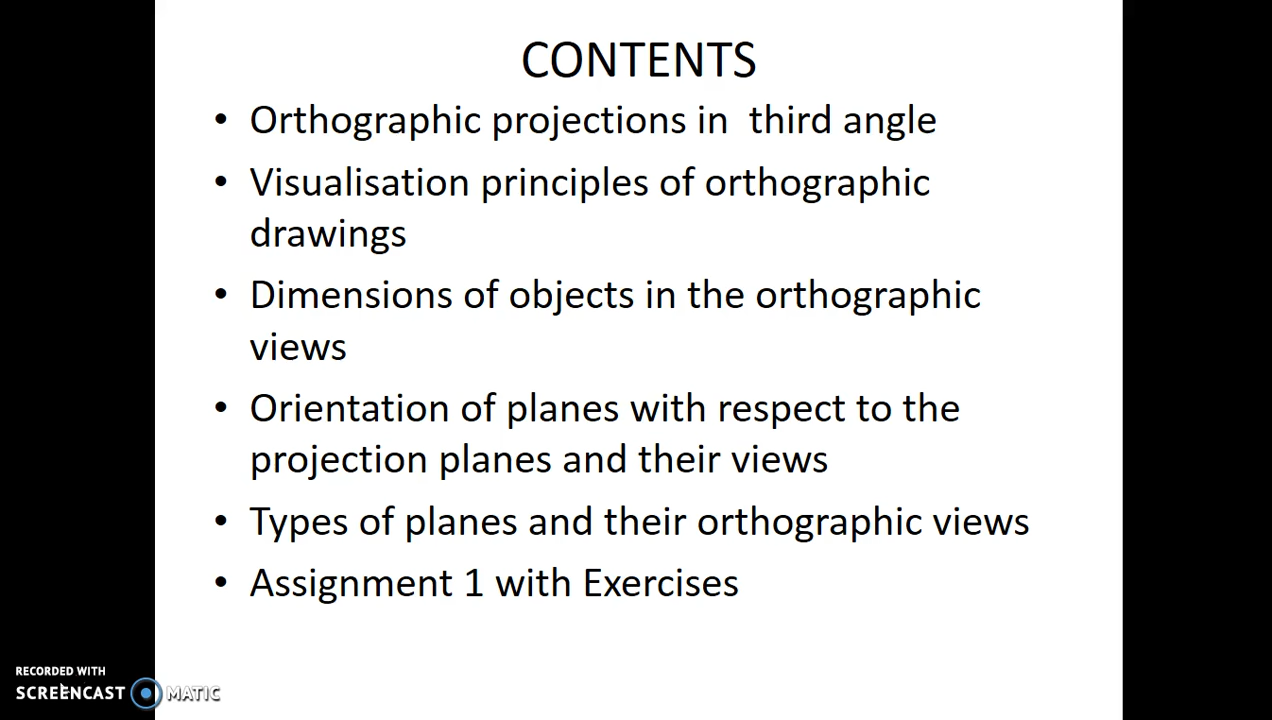 CONTENTS
• Orthographic projections in  third angle
• Visualisation principles of orthographic
drawings
• Dimensions of objects in the orthographic
views
• Orientation of planes with respect to the
projection planes and their views
• Types of planes and their orthographic views
• Assignment 1 with Exercises
RECORDED WITH
SCREENCAST MATIC